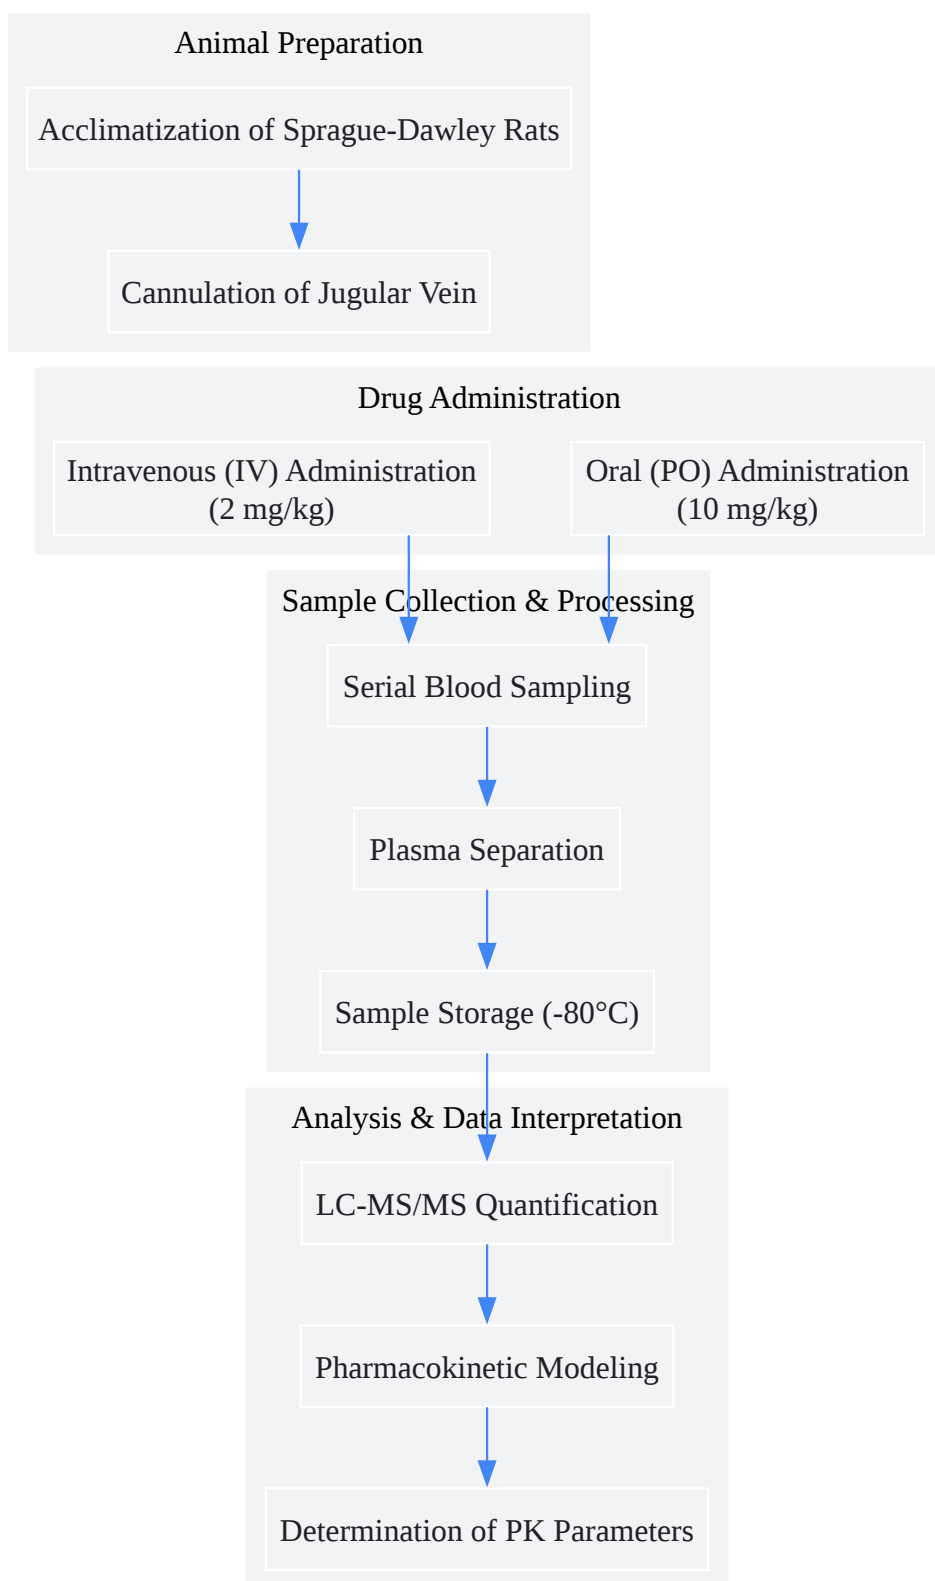 Animal Preparation
Acclimatization of Sprague-Dawley Rats
Cannulation of Jugular Vein
Drug Administration
Intravenous (IV) Administration
(2 mg/kg)
Oral (PO) Administration
(10 mg/kg)
Sample Collection & Processing
Serial Blood Sampling
Plasma Separation
Sample Storage (-80°C)
Analysis & Data Interpretation
LC-MS/MS Quantification
Pharmacokinetic Modeling
Determination of PK Parameters